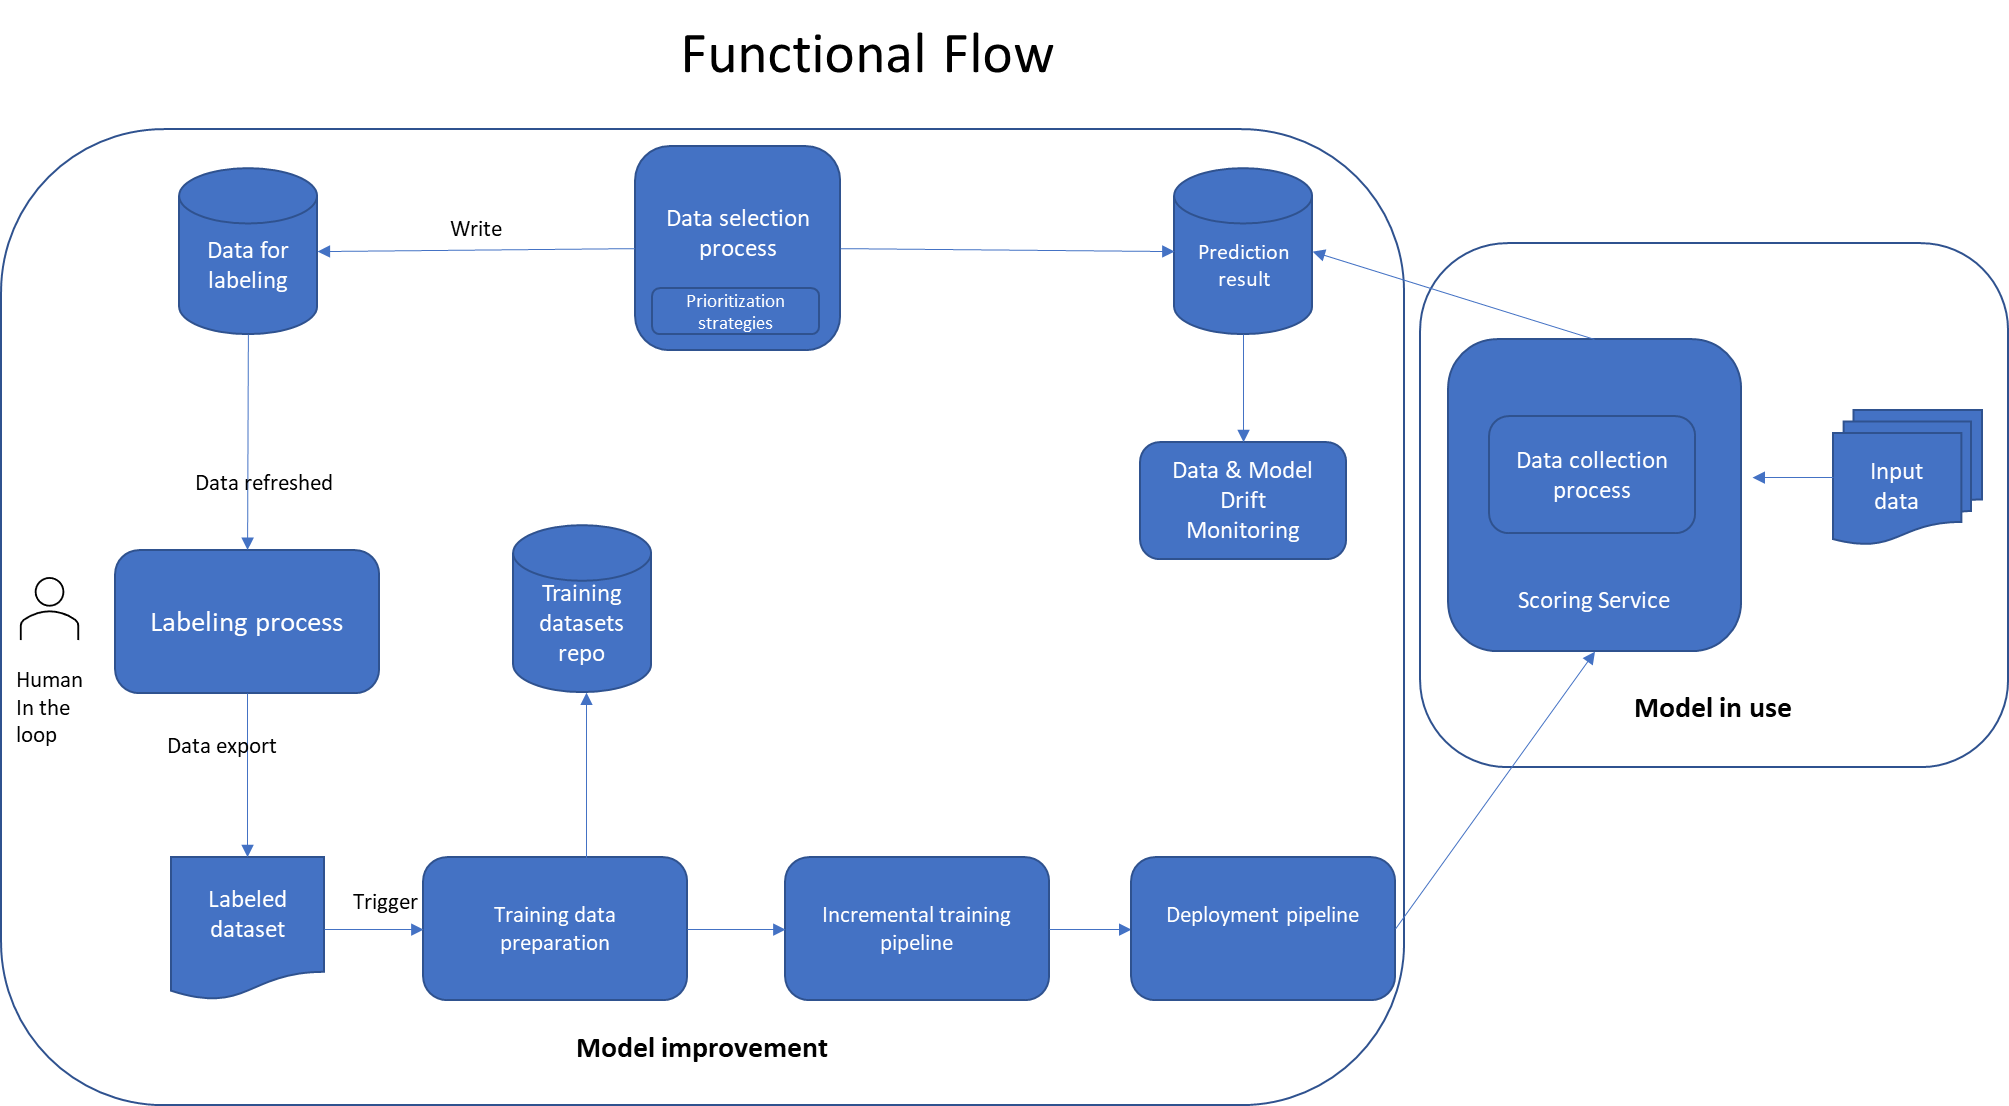 Functional Flow
Data for
labeling
Write
Data selection
process
Prioritization
strategies
Prediction
result
Data refreshed
Data & Model
Drift
Monitoring
Data collection
process
Scoring Service
Input
data
Model in use
Human
In the
loop
Labeling process
Training
datasets
repo
Data export
Labeled
dataset
Trigger
Training data
preparation
Incremental training
pipeline
Deployment pipeline
Model improvement